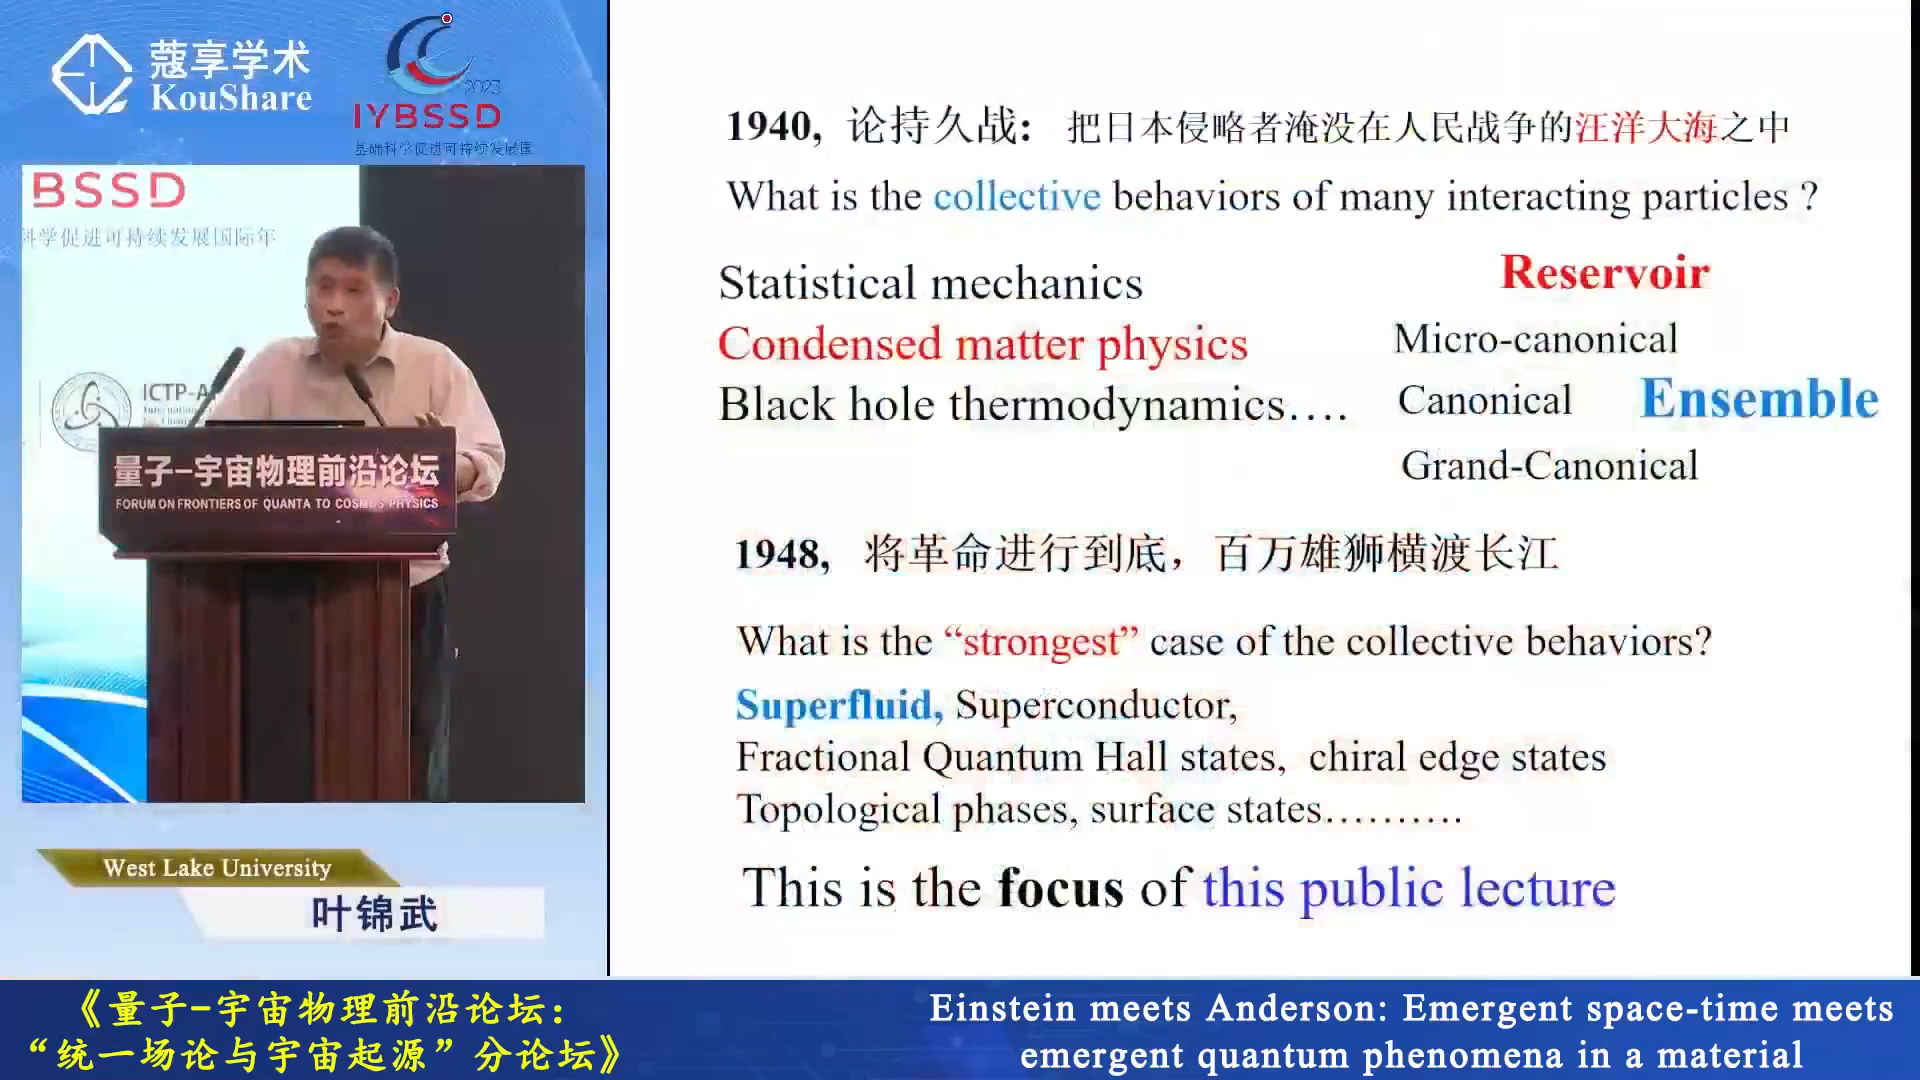 蔻享学术
KouShare
2023
IYBSSD
基础科学促进可持续发展国
BSSD
科学促进可持续发展国际年
ICTP-A
量子-宇宙物理前沿论坛
FORUM ON FRONTIERS OF QUANTA TO COSMOS PHYSICS
West Lake University
叶锦武
1940, 论持久战: 把日本侵略者淹没在人民战争的汪洋大海之中
What is the collective behaviors of many interacting particles ?
Statistical mechanics
Condensed matter physics
Black hole thermodynamics….
Reservoir
Micro-canonical
Canonical
Ensemble
Grand-Canonical
1948, 将革命进行到底，百万雄狮横渡长江
What is the “strongest” case of the collective behaviors?
Superfluid, Superconductor,
Fractional Quantum Hall states, chiral edge states
Topological phases, surface states……….
This is the focus of this public lecture
《量子-宇宙物理前沿论坛：
“统一场论与宇宙起源”分论坛》
Einstein meets Anderson: Emergent space-time meets
emergent quantum phenomena in a material